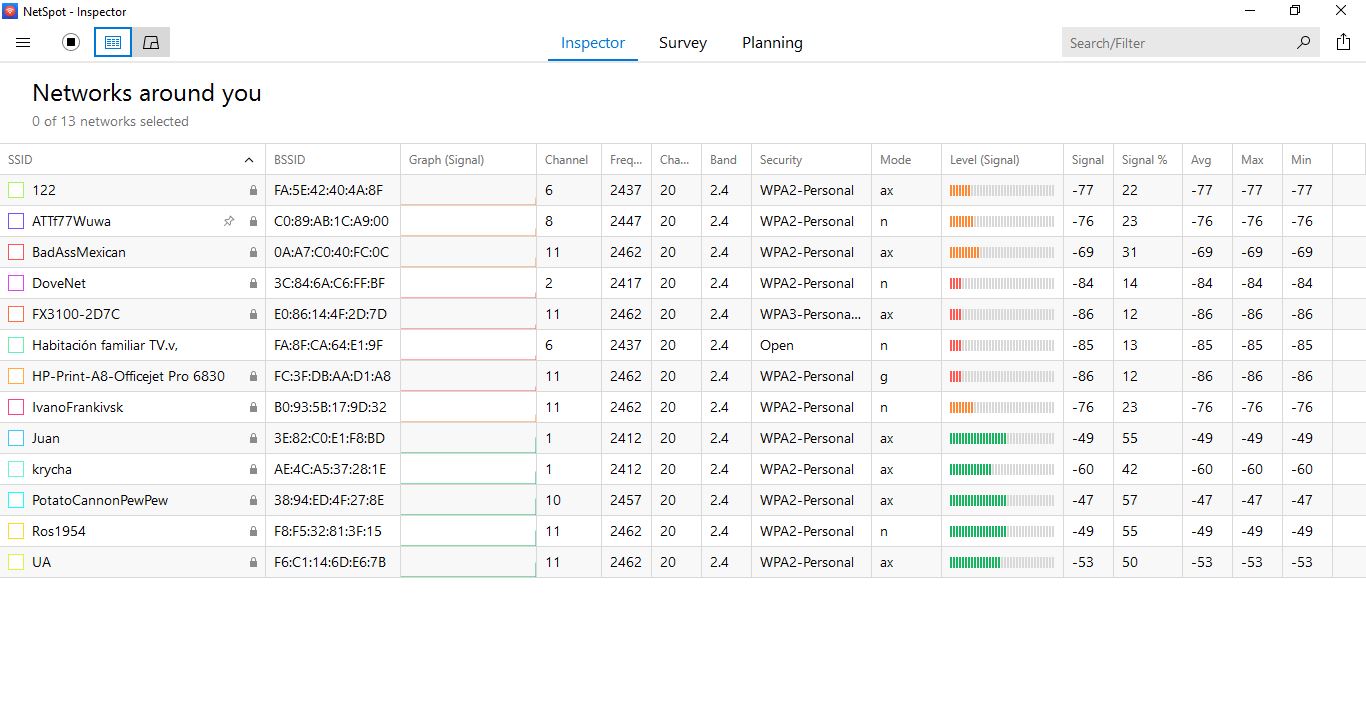 NetSpot - Inspector
Inspector Survey Planning Search/Filter
Networks around you
0 of 13 networks selected
SSID BSSID Graph (Signal) Channel Freq... Cha... Band Security Mode Level (Signal) Signal Signal % Avg Max Min
122 FA:5E:42:40:4A:8F 6 2437 20 2.4 WPA2-Personal ax -77 22 -77 -77 -77
ATTf77Wuwa C0:89:AB:1C:A9:00 8 2447 20 2.4 WPA2-Personal n -76 23 -76 -76 -76
BadAssMexican 0A:A7:C0:40:FC:0C 11 2462 20 2.4 WPA2-Personal ax -69 31 -69 -69 -69
DoveNet 3C:84:6A:C6:FF:BF 2 2417 20 2.4 WPA2-Personal n -84 14 -84 -84 -84
FX3100-2D7C E0:86:14:4F:2D:7D 11 2462 20 2.4 WPA3-Persona... ax -86 12 -86 -86 -86
Habitación familiar TV.v, FA:8F:CA:64:E1:9F 6 2437 20 2.4 Open n -85 13 -85 -85 -85
HP-Print-A8-Officejet Pro 6830 FC:3F:DB:AA:D1:A8 11 2462 20 2.4 WPA2-Personal g -86 12 -86 -86 -86
IvanoFrankivsk B0:93:5B:17:9D:32 11 2462 20 2.4 WPA2-Personal n -76 23 -76 -76 -76
Juan 3E:82:C0:E1:F8:BD 1 2412 20 2.4 WPA2-Personal ax -49 55 -49 -49 -49
krycha AE:4C:A5:37:28:1E 1 2412 20 2.4 WPA2-Personal ax -60 42 -60 -60 -60
PotatoCannonPewPew 38:94:ED:4F:27:8E 10 2457 20 2.4 WPA2-Personal ax -47 57 -47 -47 -47
Ros1954 F8:F5:32:81:3F:15 11 2462 20 2.4 WPA2-Personal n -49 55 -49 -49 -49
UA F6:C1:14:6D:E6:7B 11 2462 20 2.4 WPA2-Personal ax -53 50 -53 -53 -53